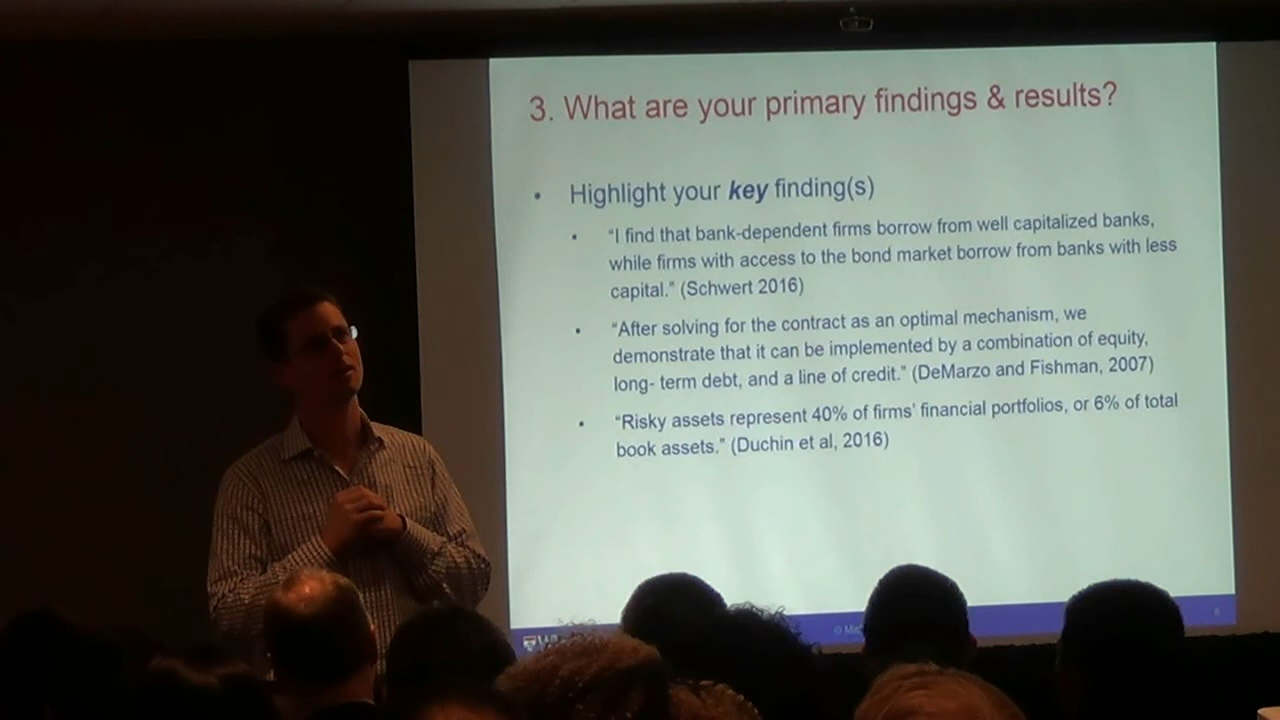 3. What are your primary findings & results?
• Highlight your key finding(s)
• “I find that bank-dependent firms borrow from well capitalized banks,
while firms with access to the bond market borrow from banks with less
capital.” (Schwert 2016)
• “After solving for the contract as an optimal mechanism, we
demonstrate that it can be implemented by a combination of equity,
long- term debt, and a line of credit.” (DeMarzo and Fishman, 2007)
• “Risky assets represent 40% of firms’ financial portfolios, or 6% of total
book assets.” (Duchin et al, 2016)